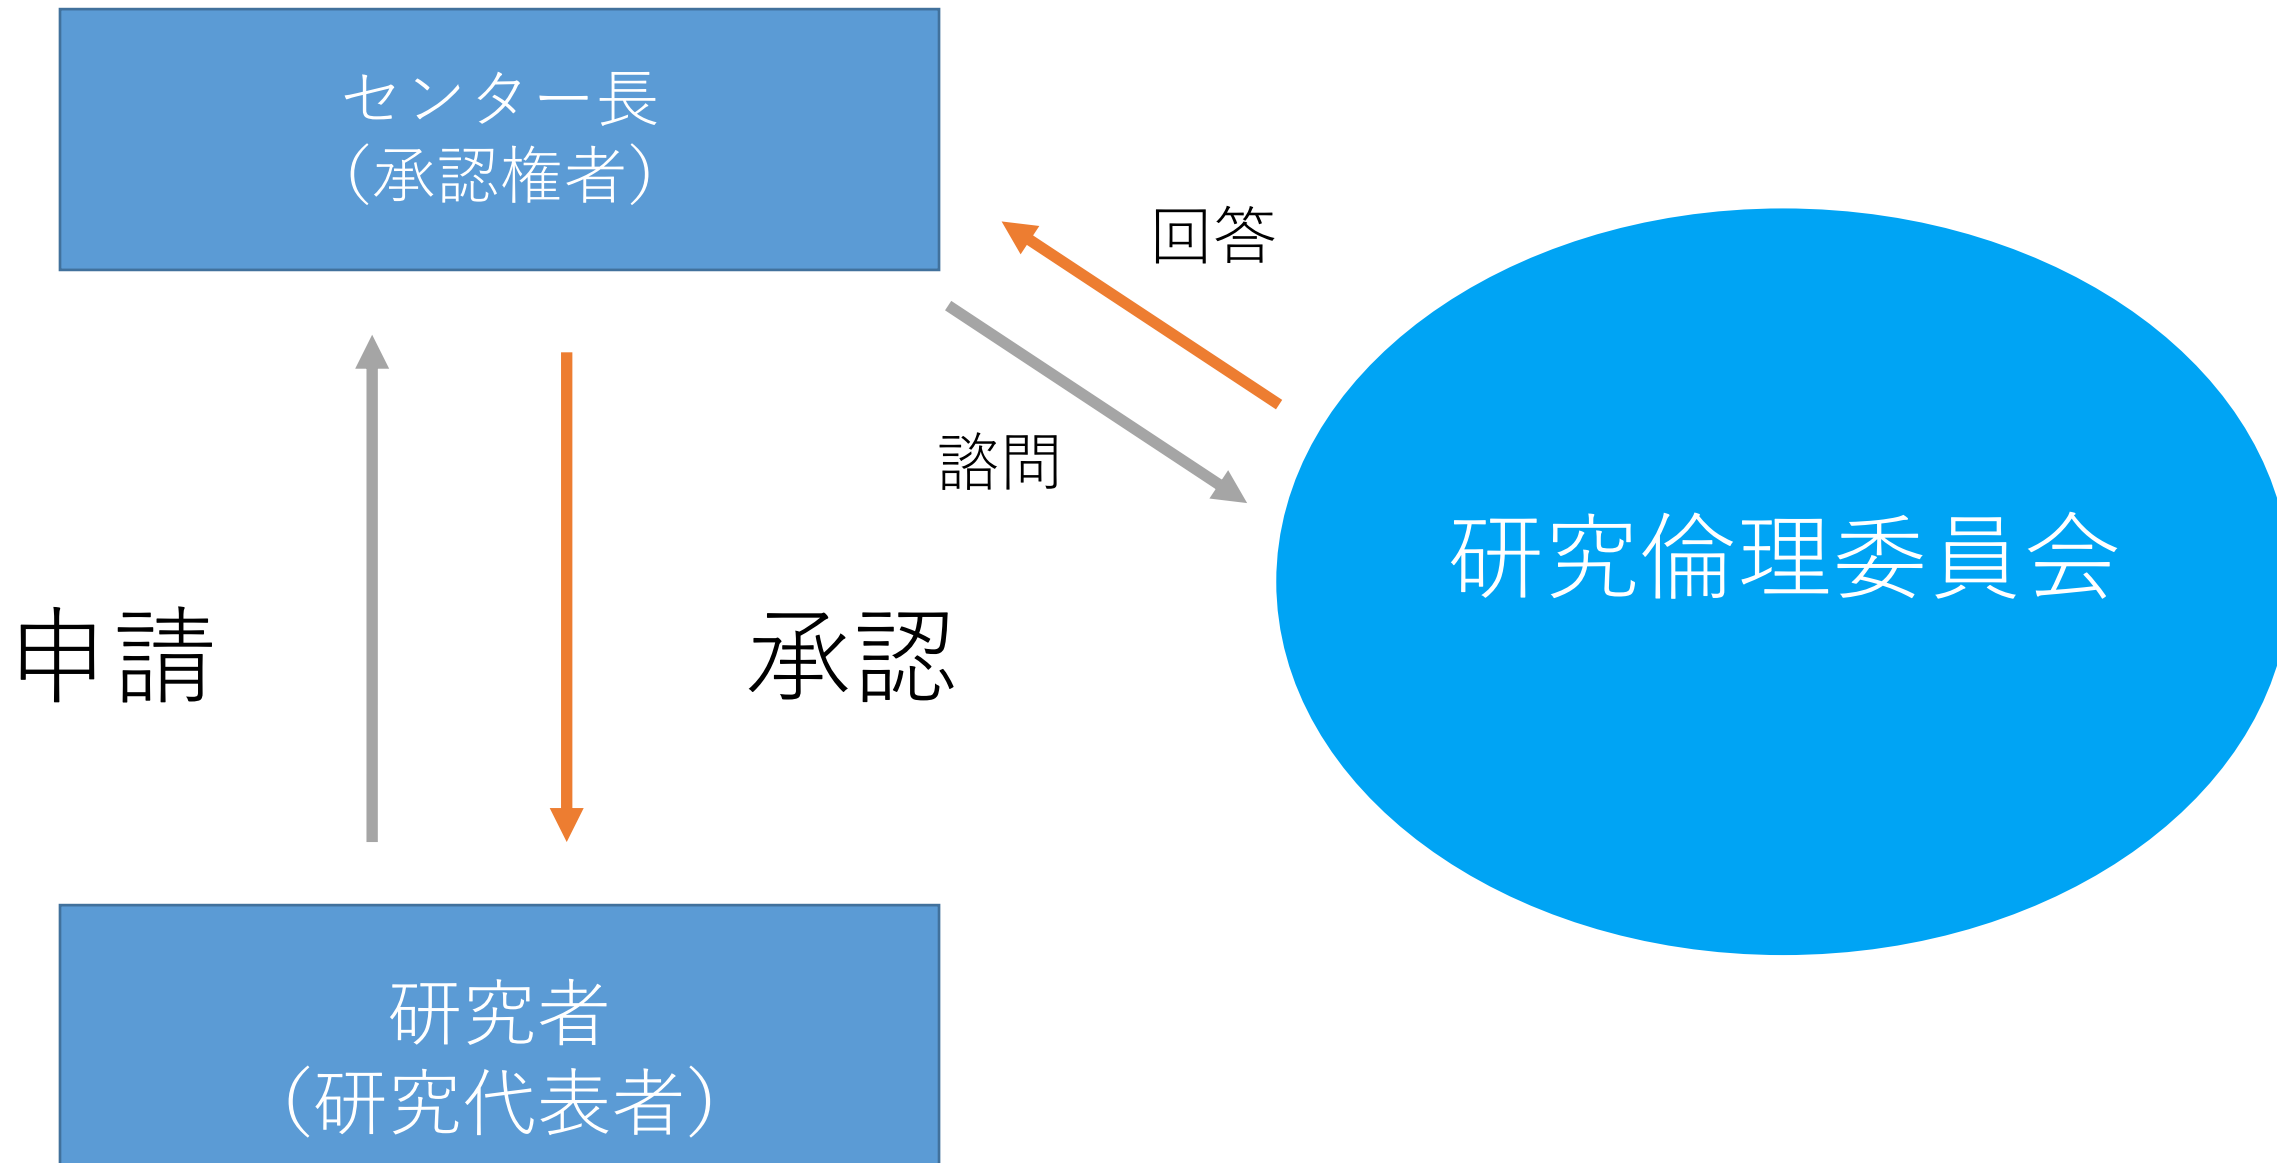 センター長
（承認権者）
回答
諮問
研究倫理委員会
申請
承認
研究者
（研究代表者）